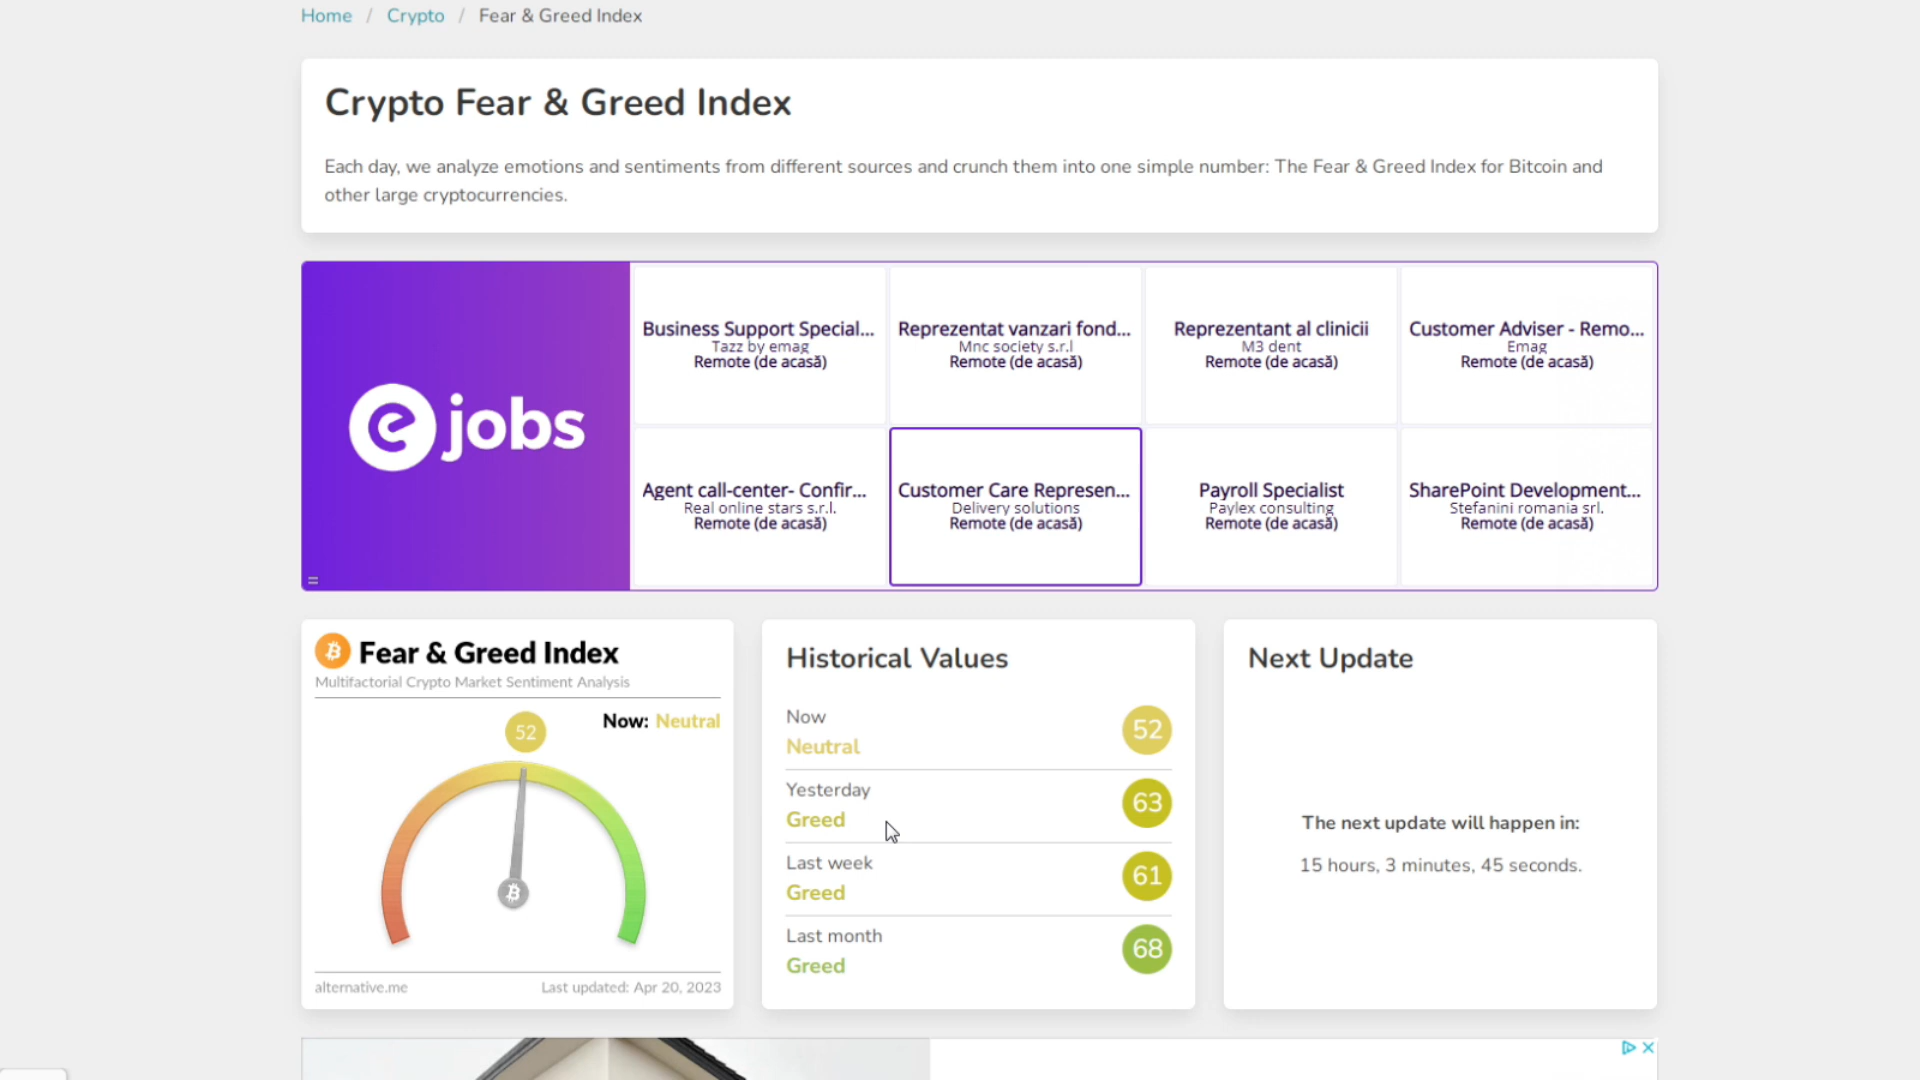 Home / Crypto / Fear & Greed Index
Crypto Fear & Greed Index
Each day, we analyze emotions and sentiments from different sources and crunch them into one simple number: The Fear & Greed Index for Bitcoin and
other large cryptocurrencies.
ejobs
Business Support Special...
Tazz by emag
Remote (de acasă)
Reprezentat vanzari fond...
Mnc society s.r.l
Remote (de acasă)
Reprezentant al clinicii
M3 dent
Remote (de acasă)
Customer Adviser - Remo...
Emag
Remote (de acasă)
Agent call-center- Confir...
Real online stars s.r.l.
Remote (de acasă)
Customer Care Represen...
Delivery solutions
Remote (de acasă)
Payroll Specialist
Paylex consulting
Remote (de acasă)
SharePoint Development...
Stefanini romania srl.
Remote (de acasă)
Fear & Greed Index
Multifactorial Crypto Market Sentiment Analysis
Now: Neutral
52
alternative.me
Last updated: Apr 20, 2023
Historical Values
Now
Neutral
52
Yesterday
Greed
63
Last week
Greed
61
Last month
Greed
68
Next Update
The next update will happen in:
15 hours, 3 minutes, 45 seconds.